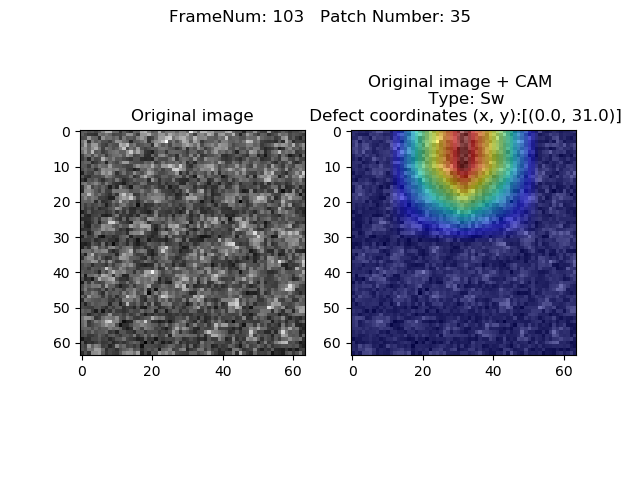 FrameNum: 103   Patch Number: 35
Original image
Original image + CAM
Type: Sw
Defect coordinates (x, y):[(0.0, 31.0)]
0
10
20
30
40
50
60
0 20 40 60
0
10
20
30
40
50
60
0 20 40 60